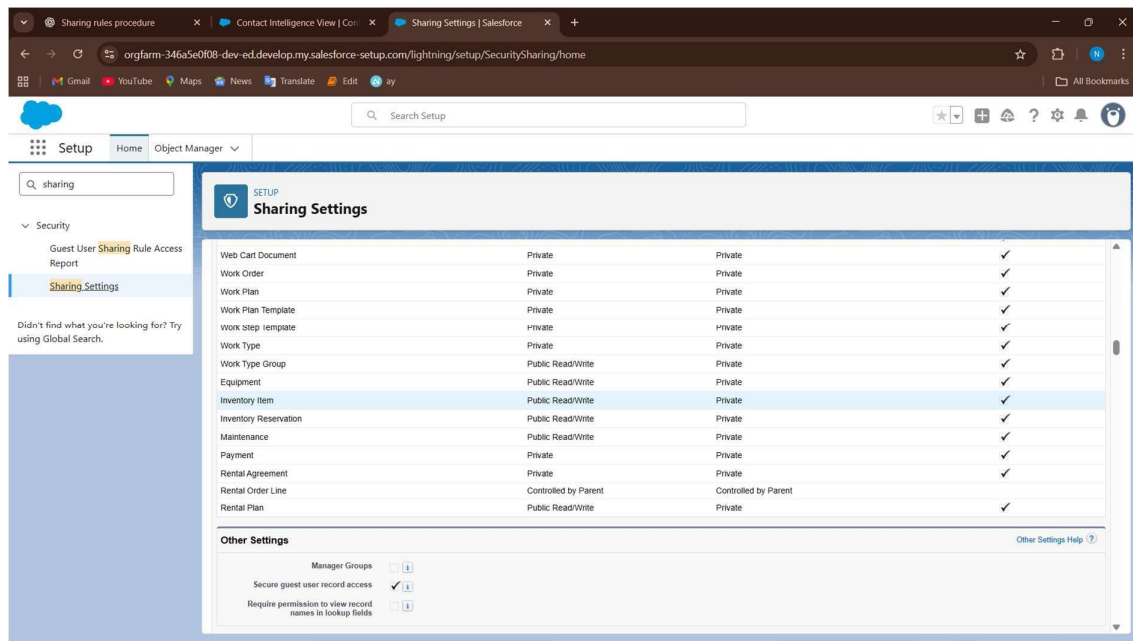 Sharing rules procedure
Contact Intelligence View | Con
Sharing Settings | Salesforce
orgfarm-346a5e0f08-dev-ed.develop.my.salesforce-setup.com/lightning/setup/SecuritySharing/home
N
Gmail YouTube Maps News Translate Edit ay All Bookmarks
Search Setup
Setup Home Object Manager
sharing
Security
Guest User Sharing Rule Access
Report
Sharing Settings
Didn't find what you're looking for? Try
using Global Search.
SETUP
Sharing Settings
Web Cart Document Private Private
Work Order Private Private
Work Plan Private Private
Work Plan Template Private Private
Work Step Template Private Private
Work Type Private Private
Work Type Group Public Read/Write Private
Equipment Public Read/Write Private
Inventory Item Public Read/Write Private
Inventory Reservation Public Read/Write Private
Maintenance Public Read/Write Private
Payment Private Private
Rental Agreement Private Private
Rental Order Line Controlled by Parent Controlled by Parent
Rental Plan Public Read/Write Private
Other Settings Other Settings Help ?
Manager Groups
Secure guest user record access
Require permission to view record
names in lookup fields